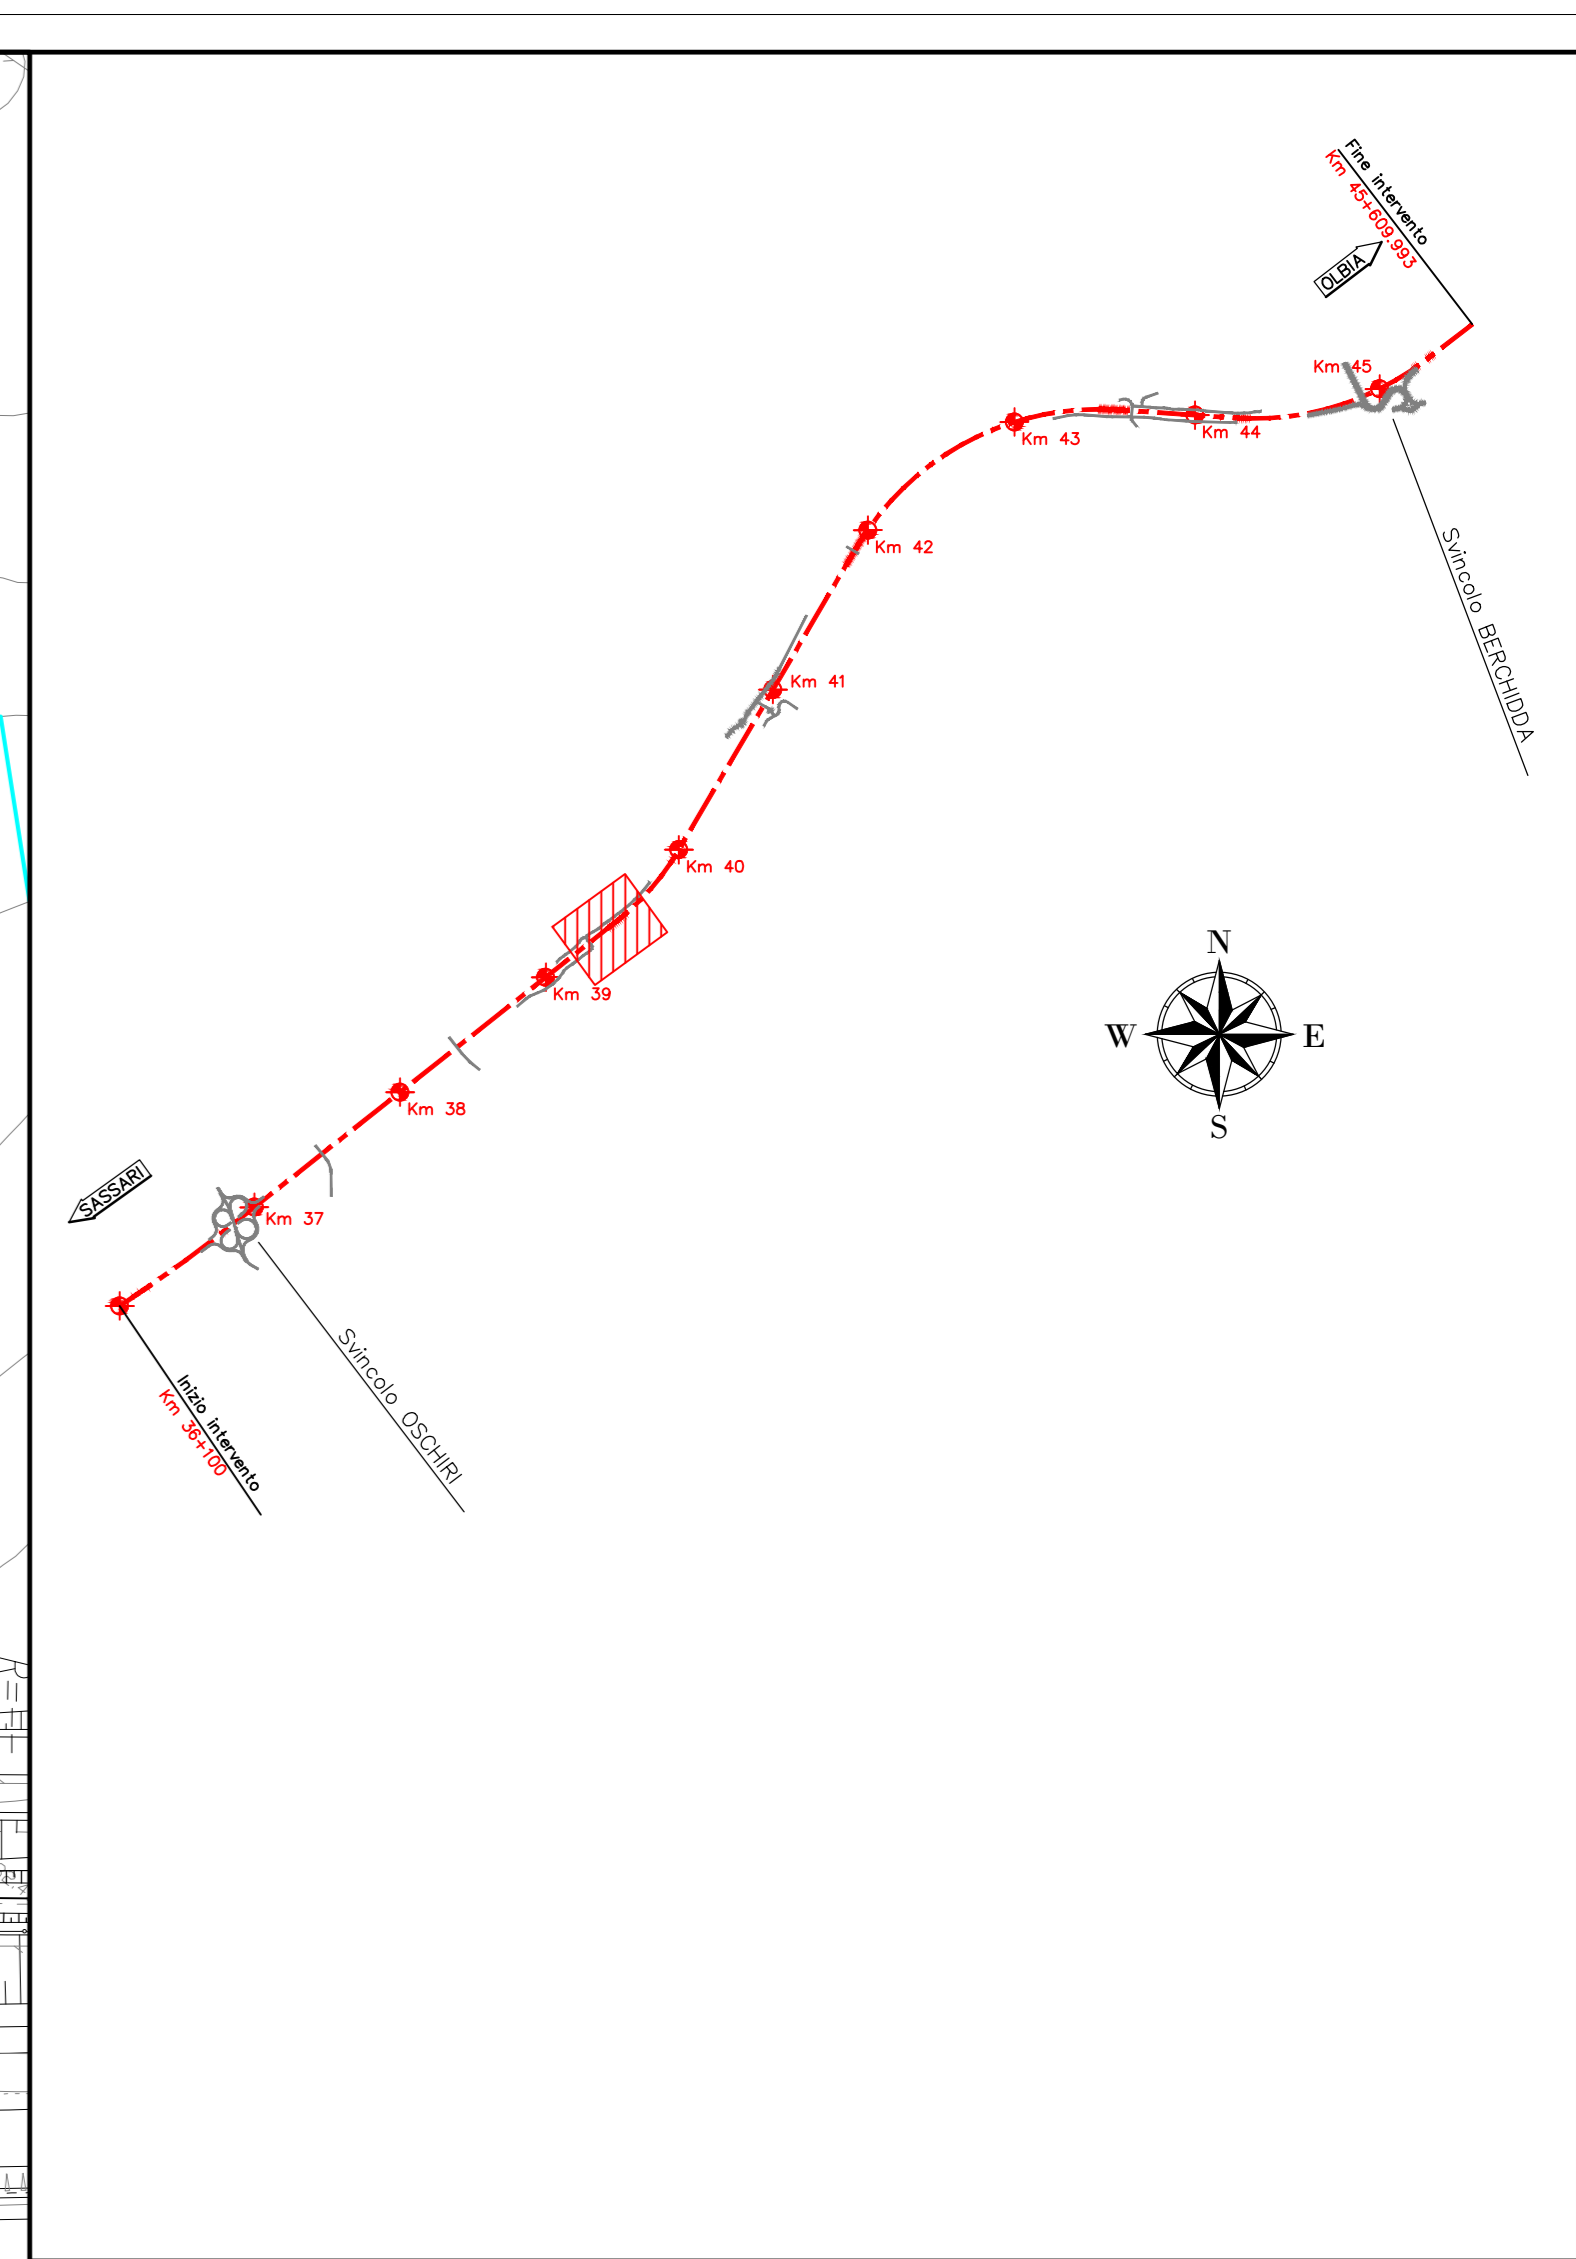 Fine intervento
Km 45+609.993
OLBIA
Km 45
Km 44
Km 43
Km 42
Svincolo BERCHIDDA
Km 41
Km 40
Km 39
N
W
E
S
Km 38
SASSARI
Km 37
Svincolo OSCHIRI
Inizio intervento
Km 36+100